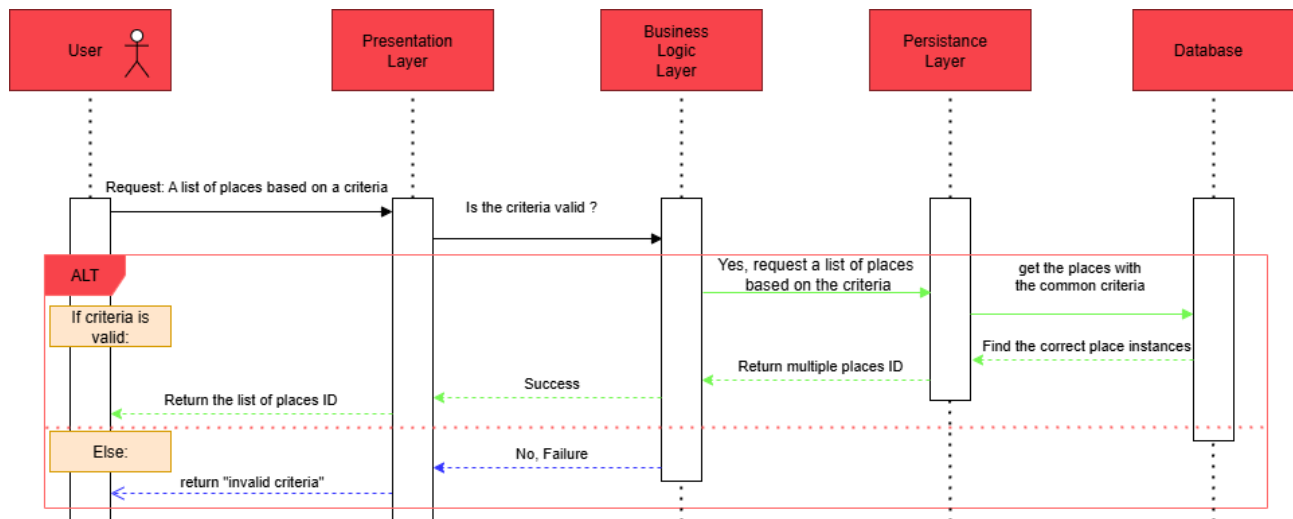 User
Presentation
Layer
Business
Logic
Layer
Persistance
Layer
Database
Request: A list of places based on a criteria
Is the criteria valid ?
ALT
If criteria is
valid:
Yes, request a list of places
based on the criteria
get the places with
the common criteria
Find the correct place instances
Return multiple places ID
Success
Return the list of places ID
Else:
No, Failure
return "invalid criteria"